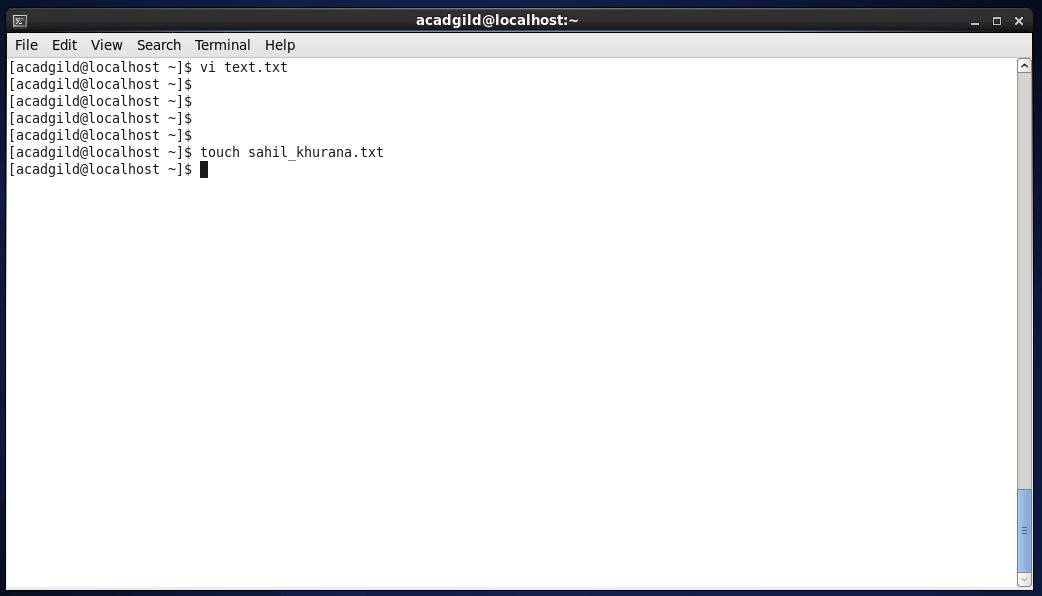 acadgild@localhost:~
File Edit View Search Terminal Help
[acadgild@localhost ~]$ vi text.txt
[acadgild@localhost ~]$
[acadgild@localhost ~]$
[acadgild@localhost ~]$
[acadgild@localhost ~]$
[acadgild@localhost ~]$ touch sahil_khurana.txt
[acadgild@localhost ~]$